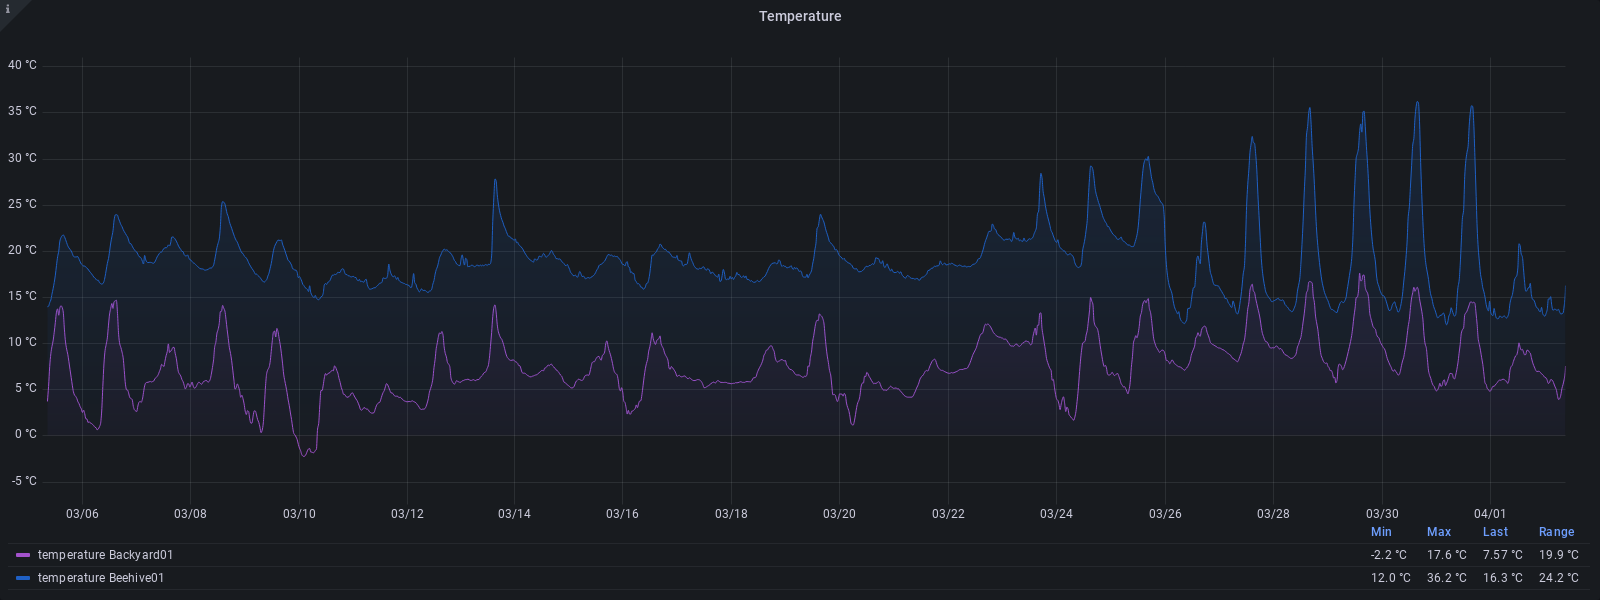 i
Temperature
40 °C
35 °C
30 °C
25 °C
20 °C
15 °C
10 °C
5 °C
0 °C
-5 °C
03/06 03/08 03/10 03/12 03/14 03/16 03/18 03/20 03/22 03/24 03/26 03/28 03/30 04/01
Min Max Last Range
temperature Backyard01 -2.2 °C 17.6 °C 7.57 °C 19.9 °C
temperature Beehive01 12.0 °C 36.2 °C 16.3 °C 24.2 °C